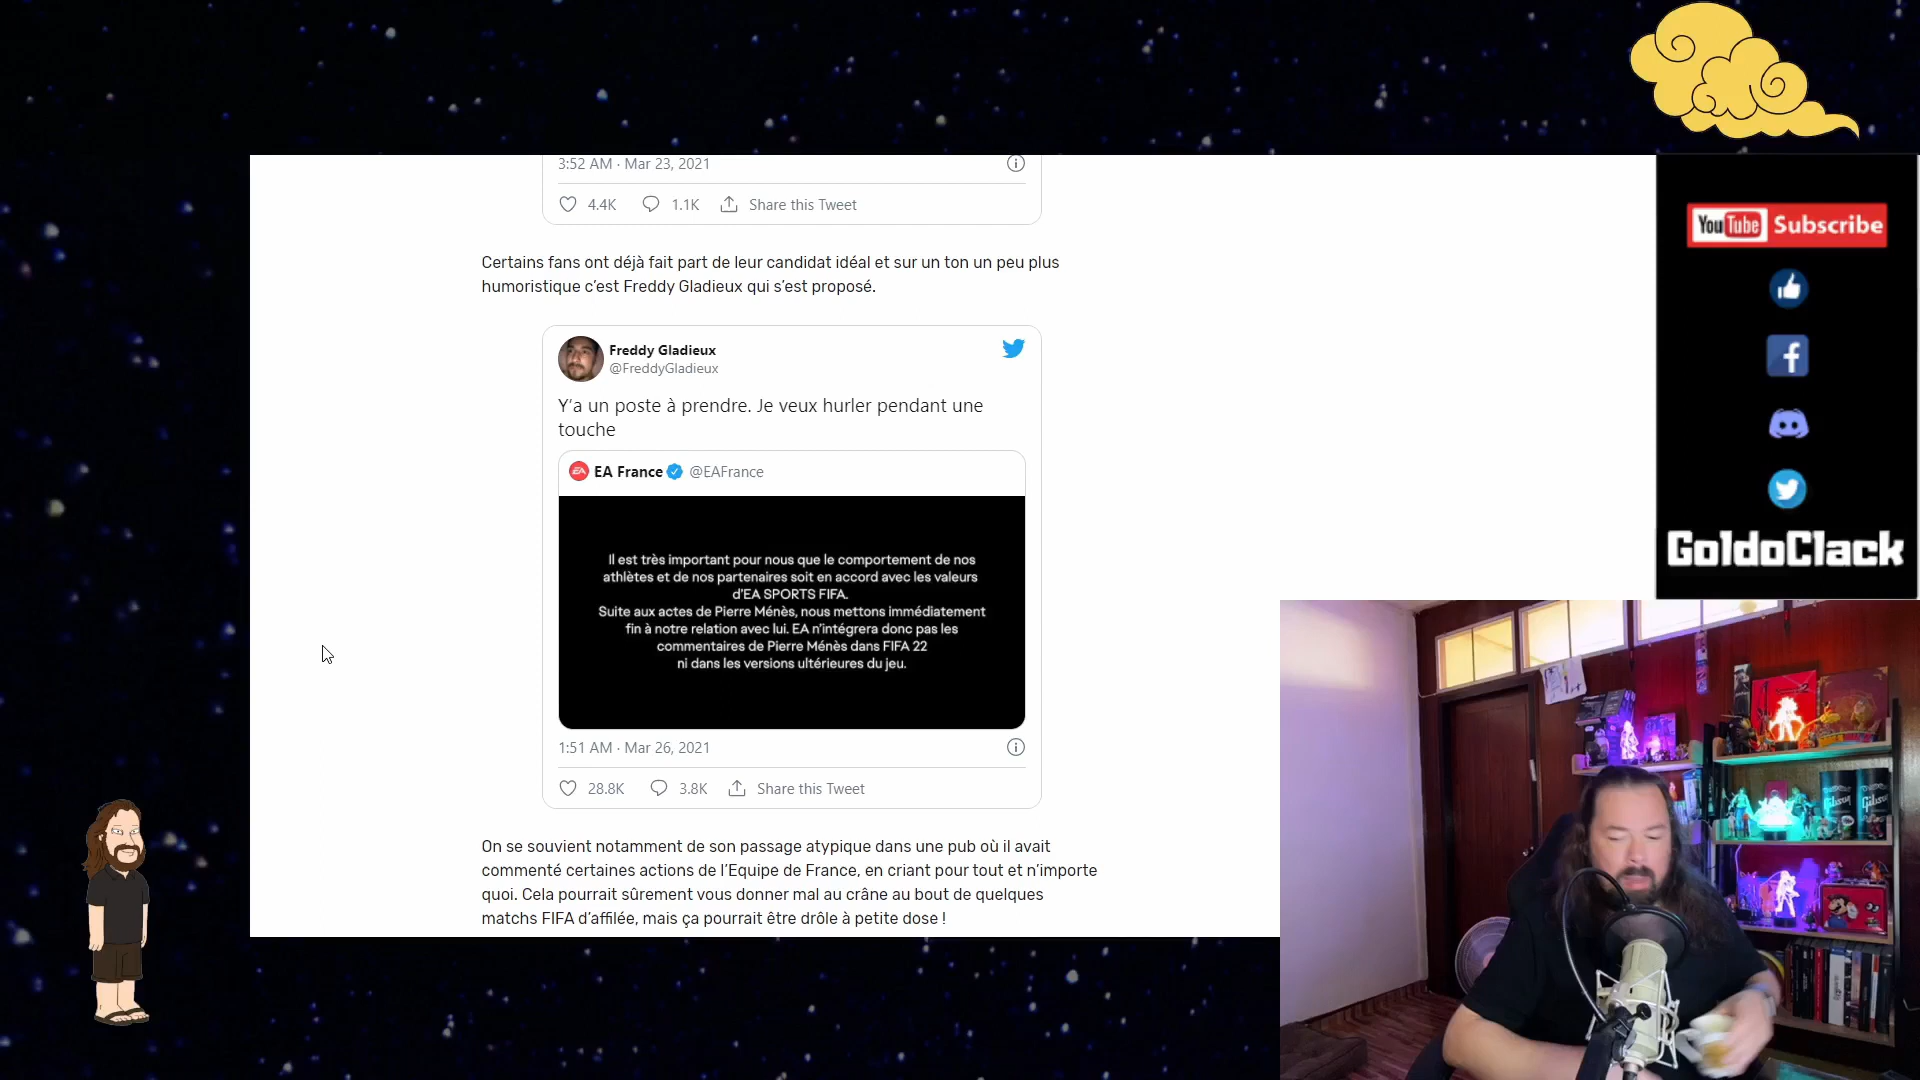 3:52 AM · Mar 23, 2021
4.4K 1.1K Share this Tweet
Certains fans ont déjà fait part de leur candidat idéal et sur un ton un peu plus
humoristique c’est Freddy Gladieux qui s’est proposé.
Freddy Gladieux
@FreddyGladieux
Y'a un poste à prendre. Je veux hurler pendant une
touche
EA France @EAFrance
Il est très important pour nous que le comportement de nos
athlètes et de nos partenaires soit en accord avec les valeurs
d'EA SPORTS FIFA.
Suite aux actes de Pierre Ménès, nous mettons immédiatement
fin à notre relation avec lui. EA n'intégrera donc pas les
commentaires de Pierre Ménès dans FIFA 22
ni dans les versions ultérieures du jeu.
1:51 AM · Mar 26, 2021
28.8K 3.8K Share this Tweet
On se souvient notamment de son passage atypique dans une pub où il avait
commenté certaines actions de l’Equipe de France, en criant pour tout et n’importe
quoi. Cela pourrait sûrement vous donner mal au crâne au bout de quelques
matchs FIFA d’affilée, mais ça pourrait être drôle à petite dose !
YouTube Subscribe
GoldoClack
Gibson